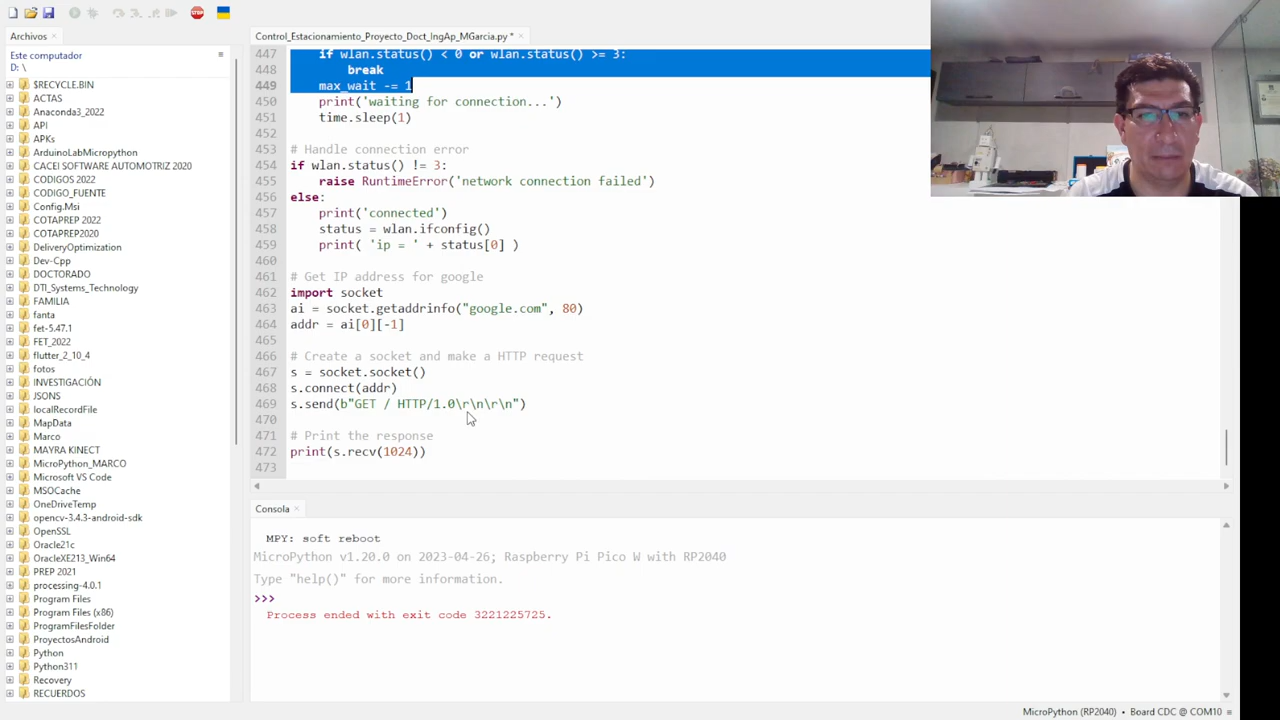 STOP
Archivos ×
Control_Estacionamiento_Proyecto_Doct_IngAp_MGarcia.py * ×
Este computador
D: \
$RECYCLE.BIN
ACTAS
Anaconda3_2022
API
APKs
ArduinoLabMicropython
CACEI SOFTWARE AUTOMOTRIZ 2020
CODIGOS 2022
CODIGO_FUENTE
Config.Msi
COTAPREP 2022
COTAPREP2020
DeliveryOptimization
Dev-Cpp
DOCTORADO
DTI_Systems_Technology
FAMILIA
fanta
fet-5.47.1
FET_2022
flutter_2_10_4
fotos
INVESTIGACIÓN
JSONS
localRecordFile
MapData
Marco
MAYRA KINECT
MicroPython_MARCO
Microsoft VS Code
MSOCache
OneDriveTemp
opencv-3.4.3-android-sdk
OpenSSL
Oracle21c
OracleXE213_Win64
PREP 2021
processing-4.0.1
Program Files
Program Files (x86)
ProgramFilesFolder
ProyectosAndroid
Python
Python311
Recovery
RECUERDOS
447 if wlan.status() < 0 or wlan.status() >= 3:
448 break
449 max_wait -= 1
450 print('waiting for connection...')
451 time.sleep(1)
452
453 # Handle connection error
454 if wlan.status() != 3:
455 raise RuntimeError('network connection failed')
456 else:
457 print('connected')
458 status = wlan.ifconfig()
459 print( 'ip = ' + status[0] )
460
461 # Get IP address for google
462 import socket
463 ai = socket.getaddrinfo("google.com", 80)
464 addr = ai[0][-1]
465
466 # Create a socket and make a HTTP request
467 s = socket.socket()
468 s.connect(addr)
469 s.send(b"GET / HTTP/1.0\r\n\r\n")
470
471 # Print the response
472 print(s.recv(1024))
473
Consola ×
MPY: soft reboot
MicroPython v1.20.0 on 2023-04-26; Raspberry Pi Pico W with RP2040
Type "help()" for more information.
>>>
Process ended with exit code 3221225725.
MicroPython (RP2040) • Board CDC @ COM10 ≡